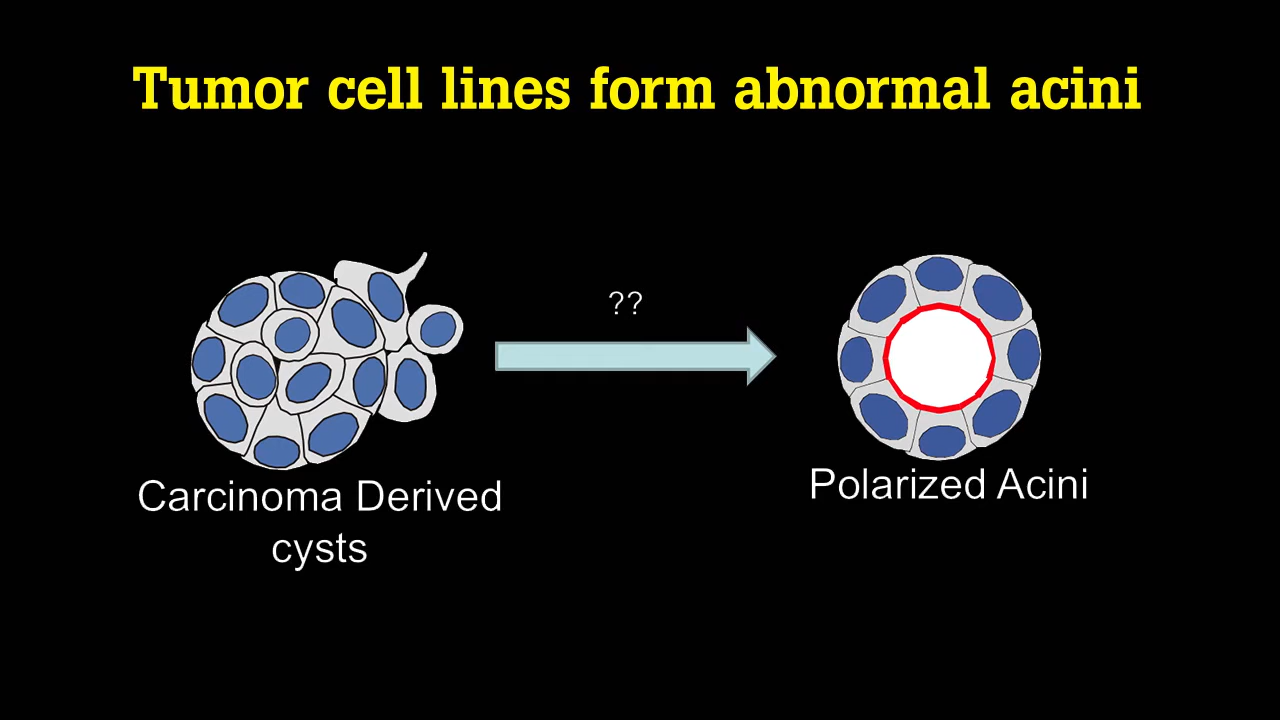 Tumor cell lines form abnormal acini
??
Carcinoma Derived
cysts
Polarized Acini